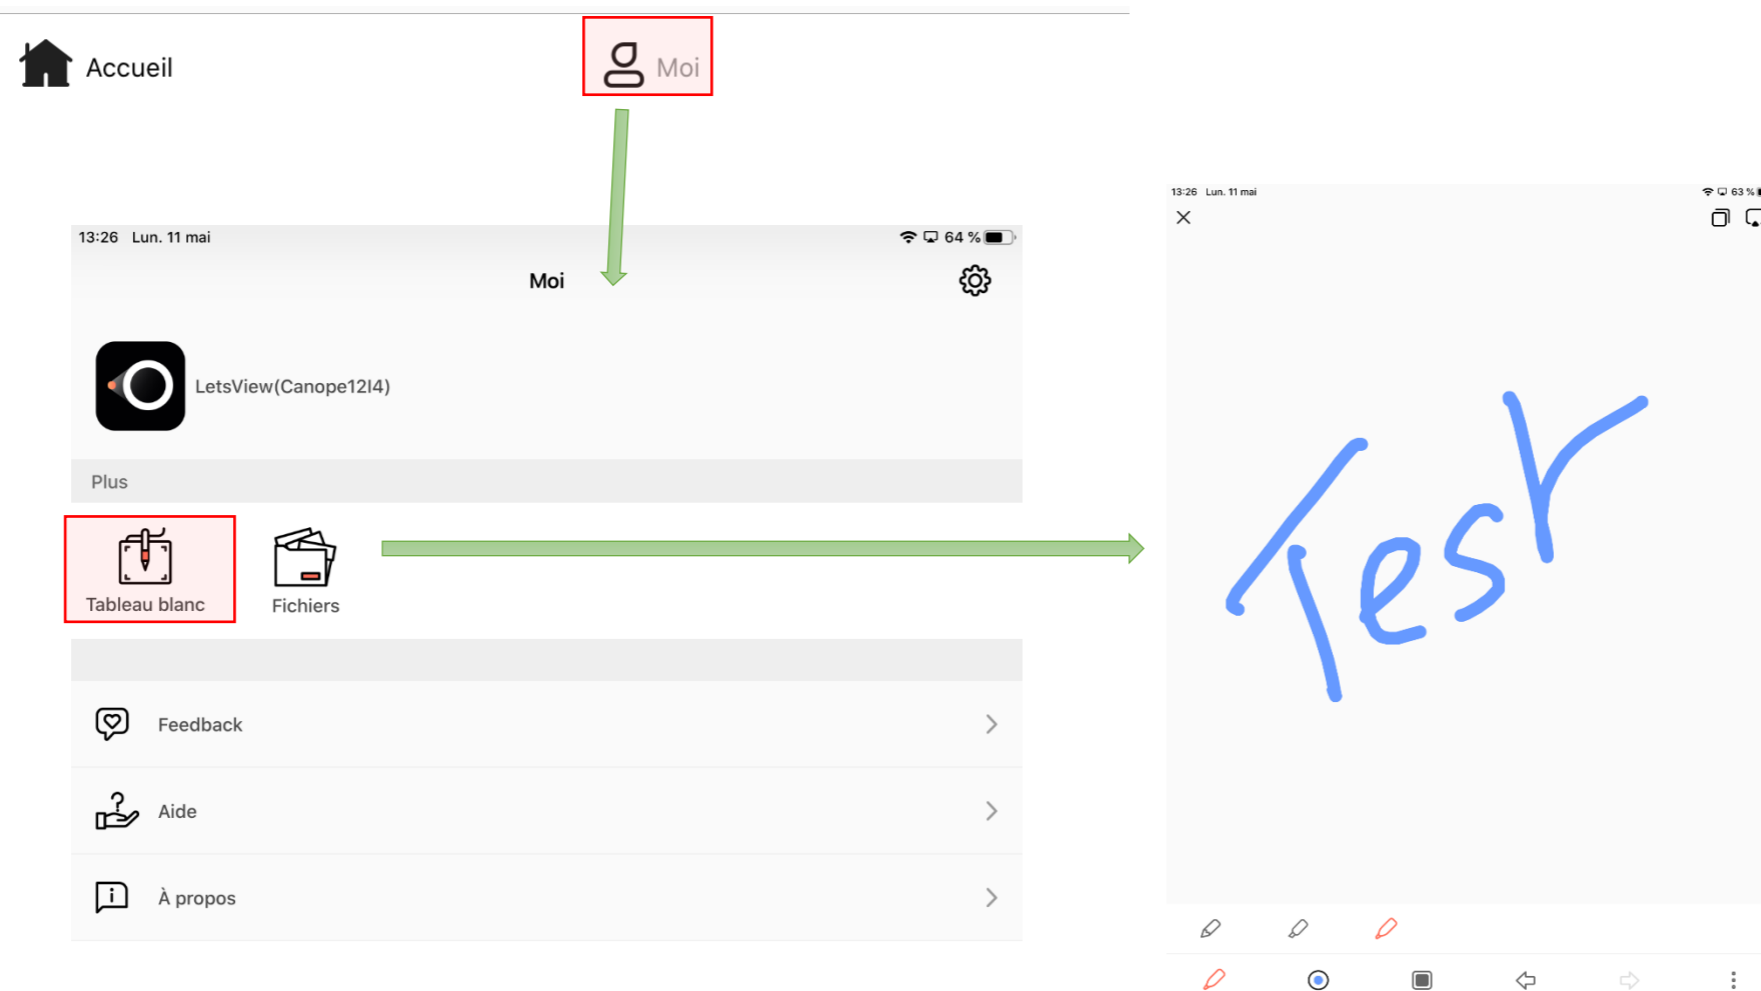 Accueil
Moi
13:26 Lun. 11 mai
64 %
Moi
LetsView(Canope12I4)
Plus
Tableau blanc
Fichiers
Feedback
Aide
À propos
13:26 Lun. 11 mai
63 %
Test